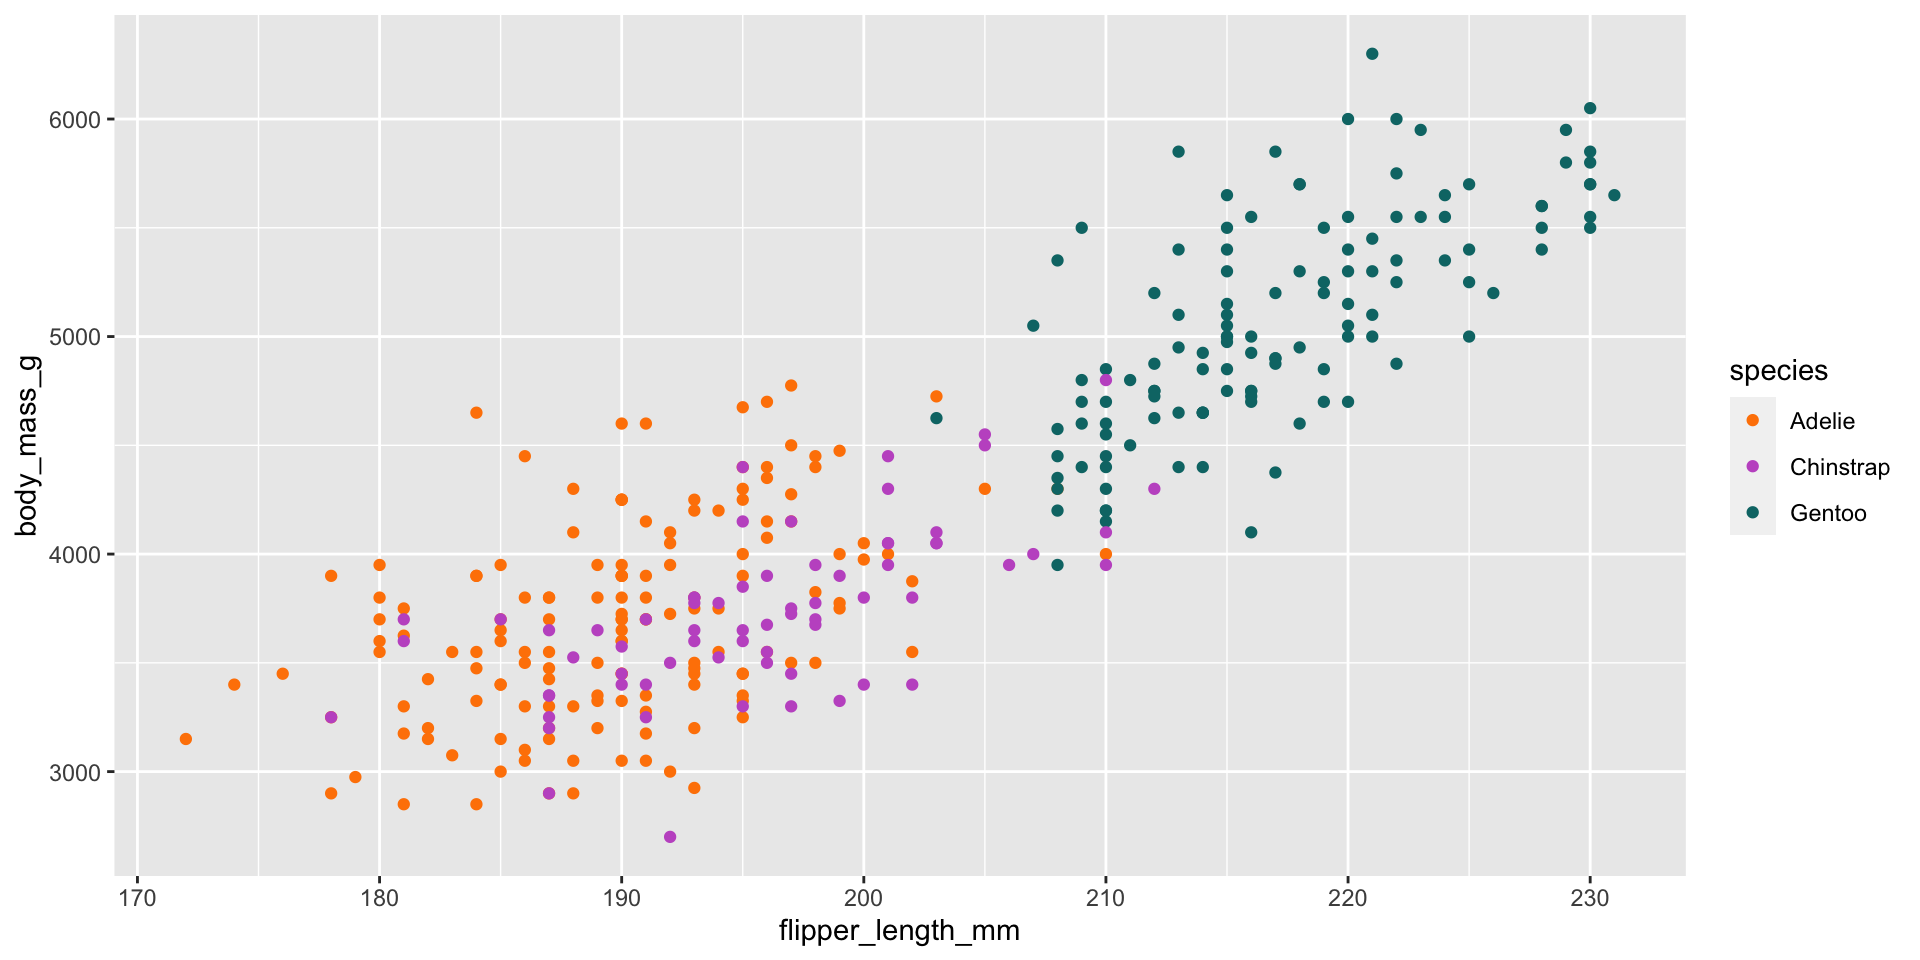 6000
5000
4000
3000
body_mass_g
170 180 190 200 210 220 230
flipper_length_mm
species
Adelie
Chinstrap
Gentoo